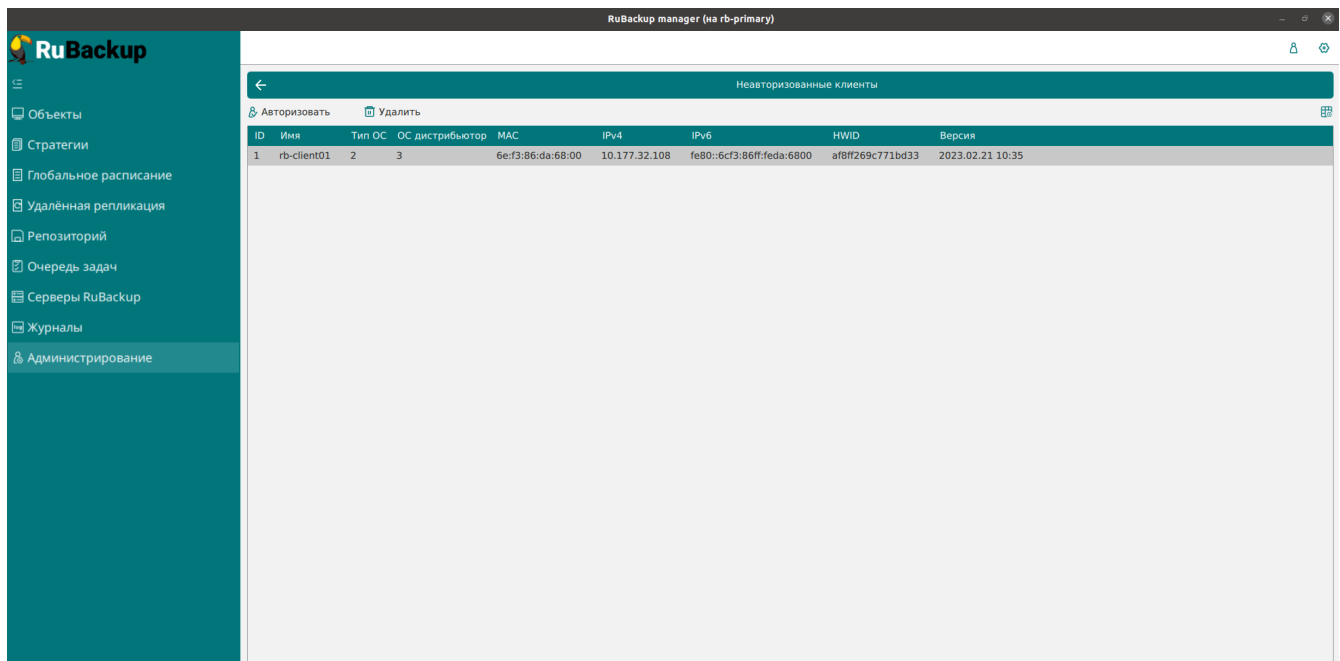 RuBackup manager (на rb-primary)
RuBackup
Неавторизованные клиенты
Объекты
Стратегии
Глобальное расписание
Удалённая репликация
Репозиторий
Очередь задач
Серверы RuBackup
Журналы
Администрирование
Авторизовать Удалить
ID Имя Тип ОС ОС дистрибьютор MAC IPv4 IPv6 HWID Версия
1 rb-client01 2 3 6e:f3:86:da:68:00 10.177.32.108 fe80::6cf3:86ff:feda:6800 af8ff269c771bd33 2023.02.21 10:35